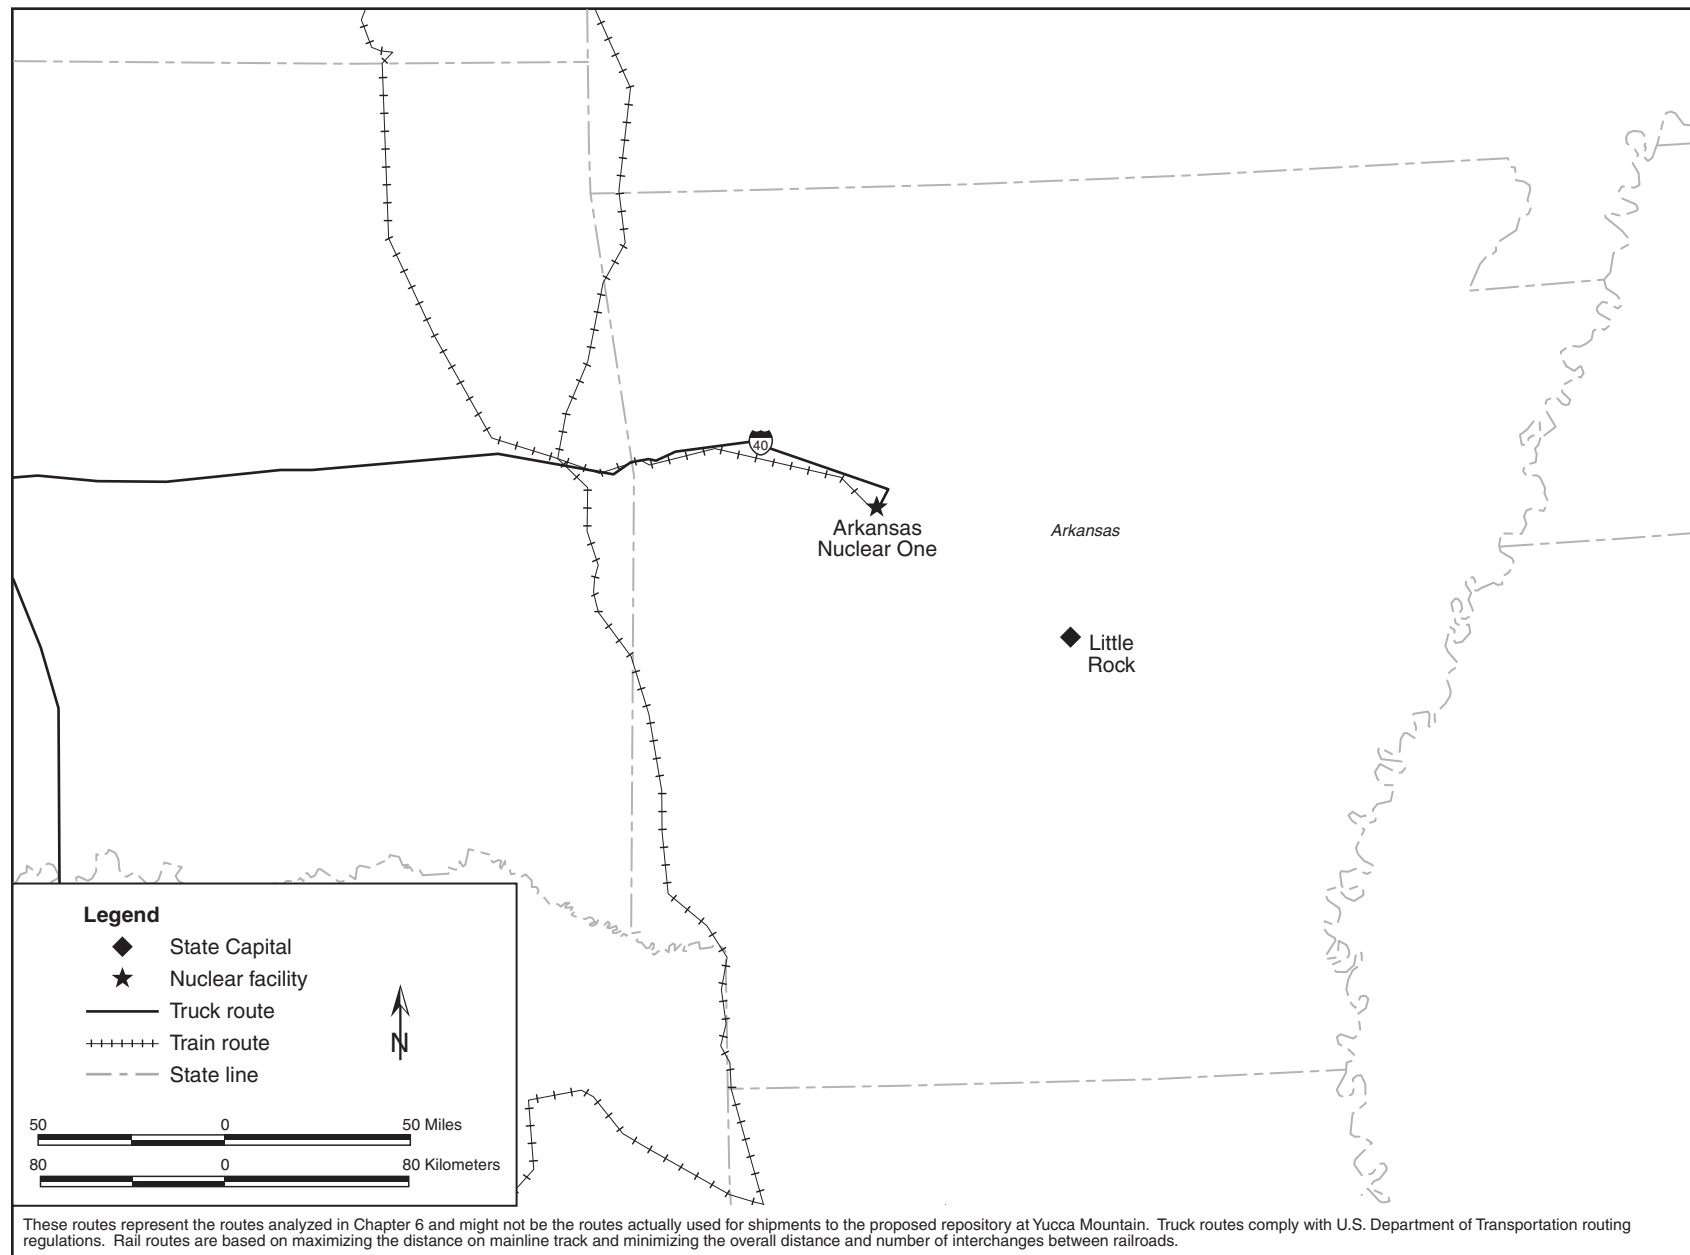 40
Arkansas
Nuclear One
Arkansas
Little
Rock
Legend
State Capital
Nuclear facility
Truck route
Train route
State line
N
50 0 50 Miles
80 0 80 Kilometers
These routes represent the routes analyzed in Chapter 6 and might not be the routes actually used for shipments to the proposed repository at Yucca Mountain. Truck routes comply with U.S. Department of Transportation routing
regulations. Rail routes are based on maximizing the distance on mainline track and minimizing the overall distance and number of interchanges between railroads.